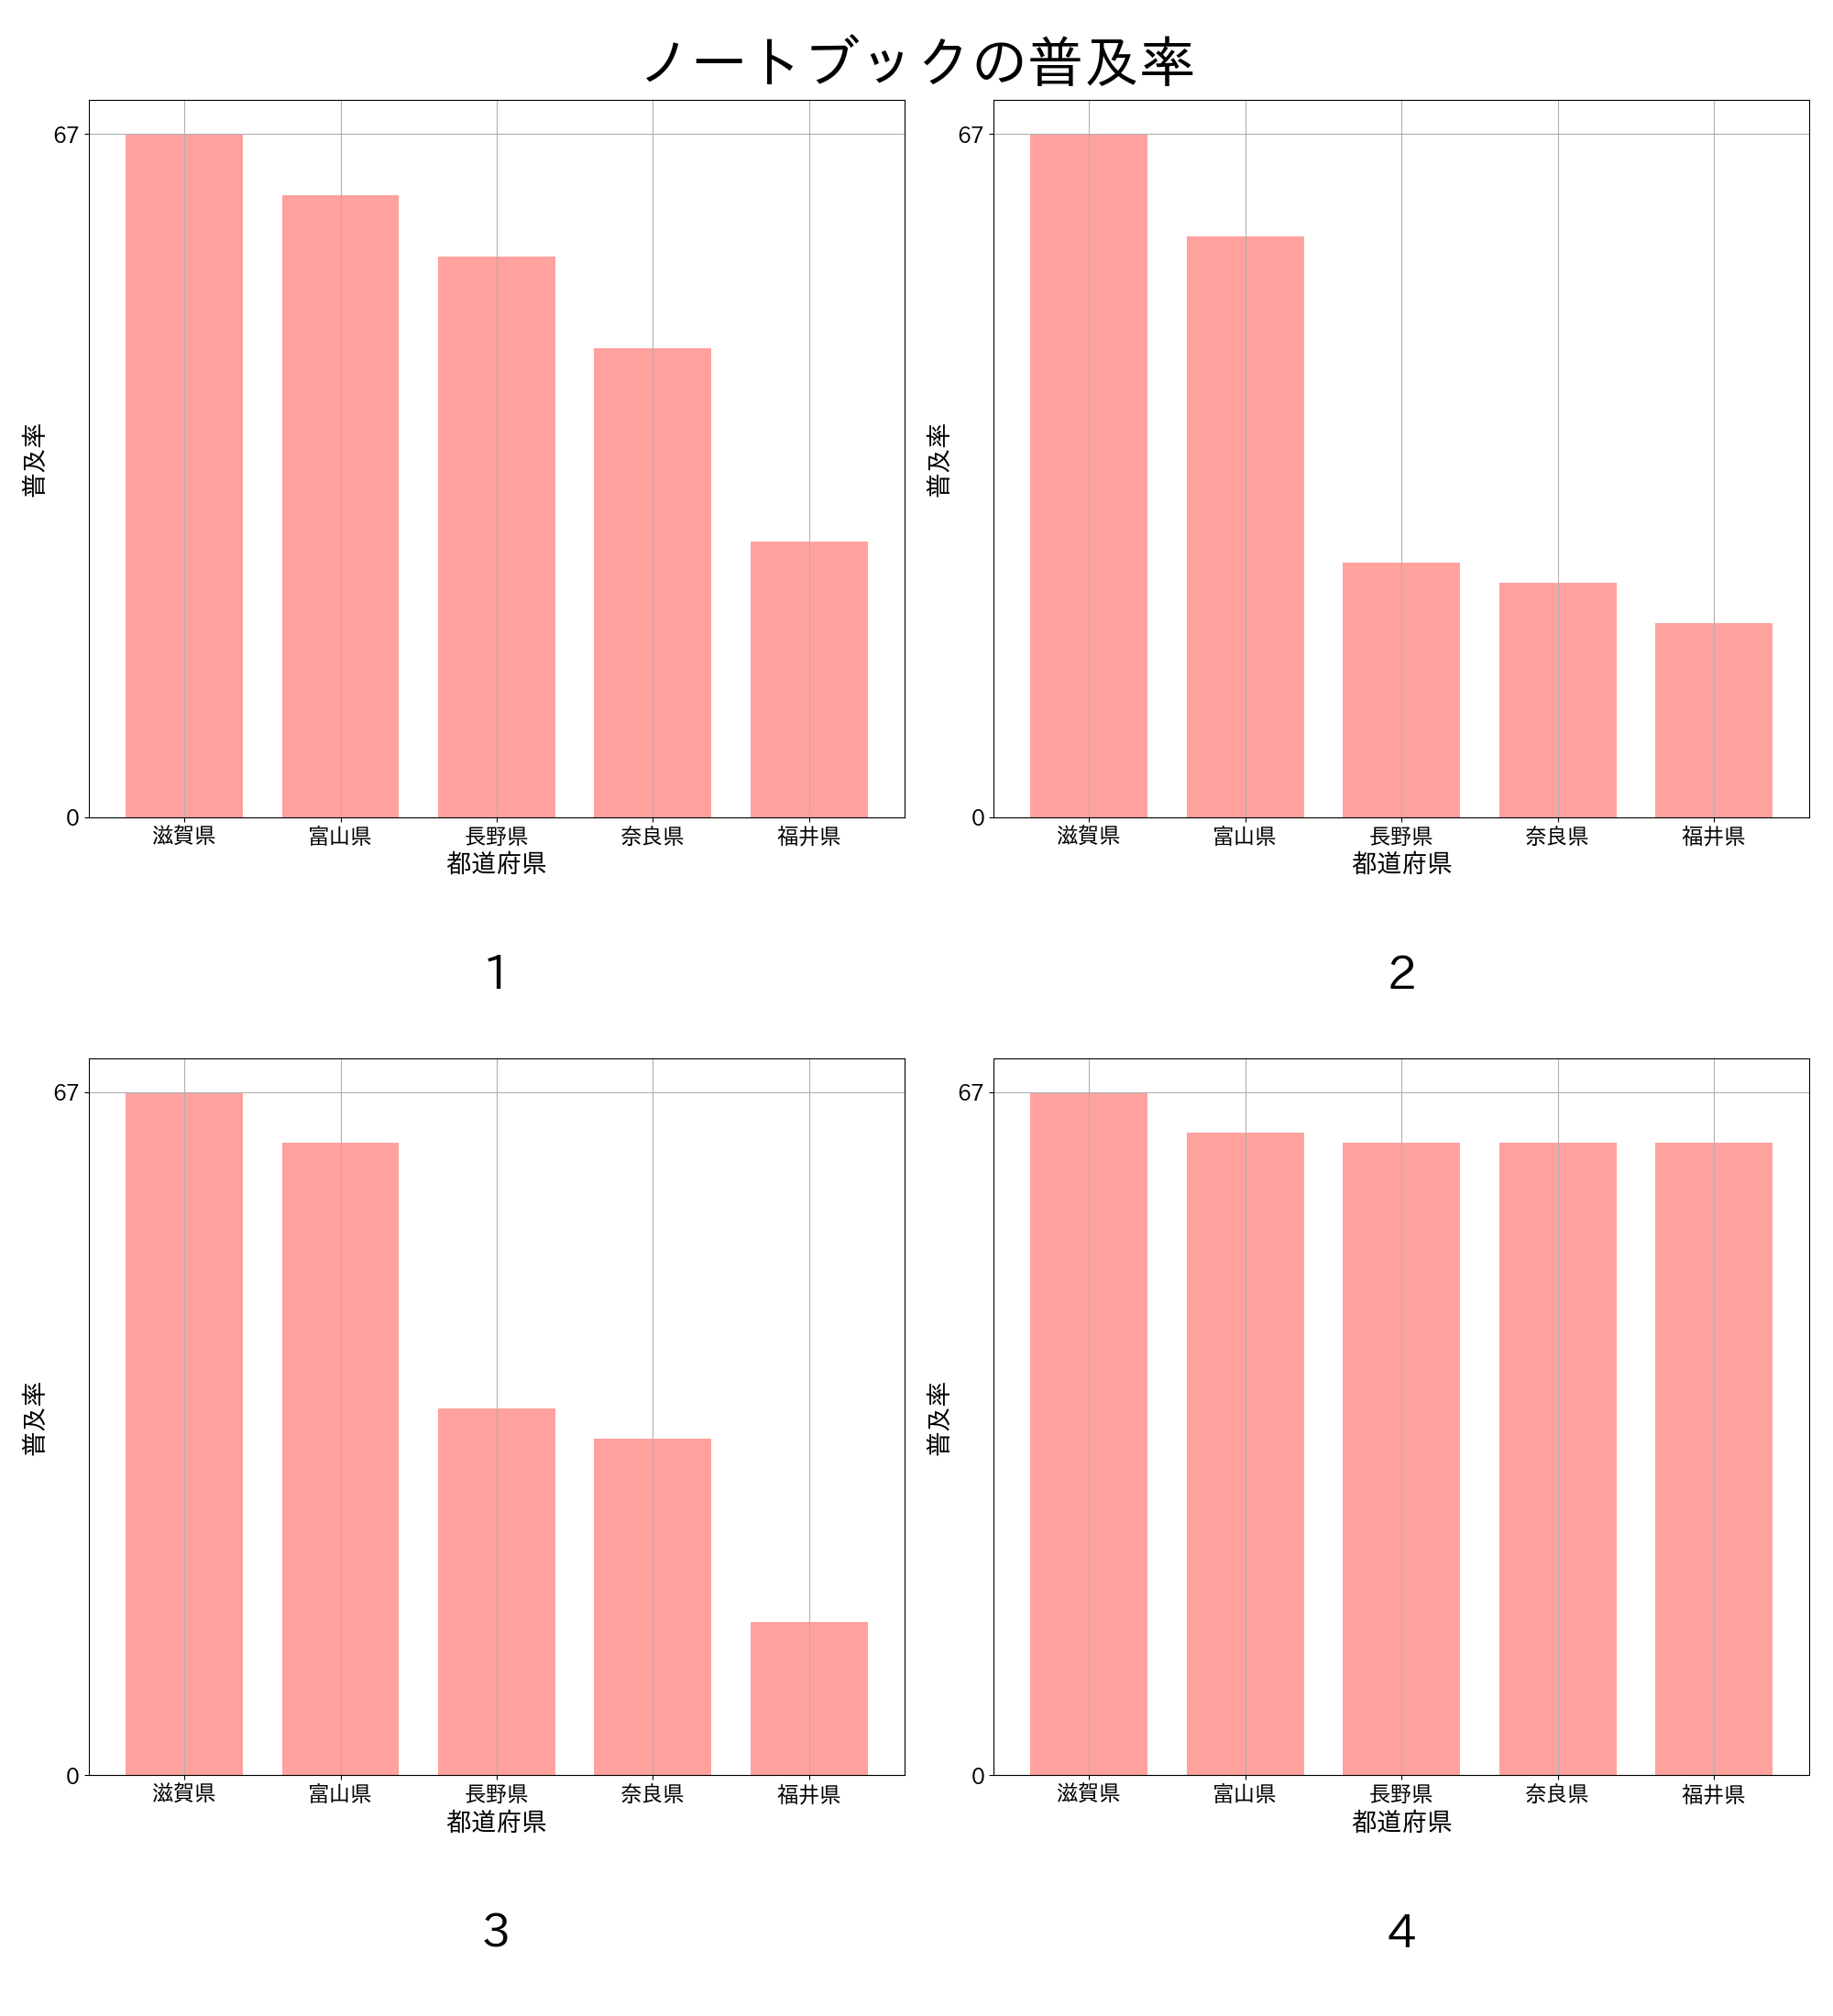 ノートブックの普及率
67
0
普及率
滋賀県 富山県 長野県 奈良県 福井県
都道府県
1
67
0
普及率
滋賀県 富山県 長野県 奈良県 福井県
都道府県
2
67
0
普及率
滋賀県 富山県 長野県 奈良県 福井県
都道府県
3
67
0
普及率
滋賀県 富山県 長野県 奈良県 福井県
都道府県
4